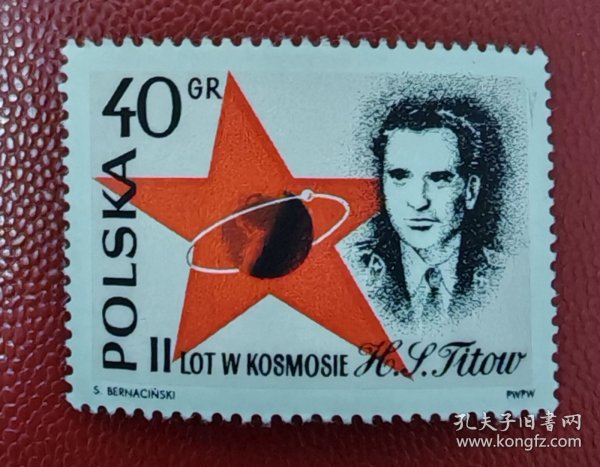 40 GR
POLSKA
II LOT W KOSMOSIE H. S. Titow
S. BERNACIŃSKI
PWPW
孔夫子旧书网
www.kongfz.com